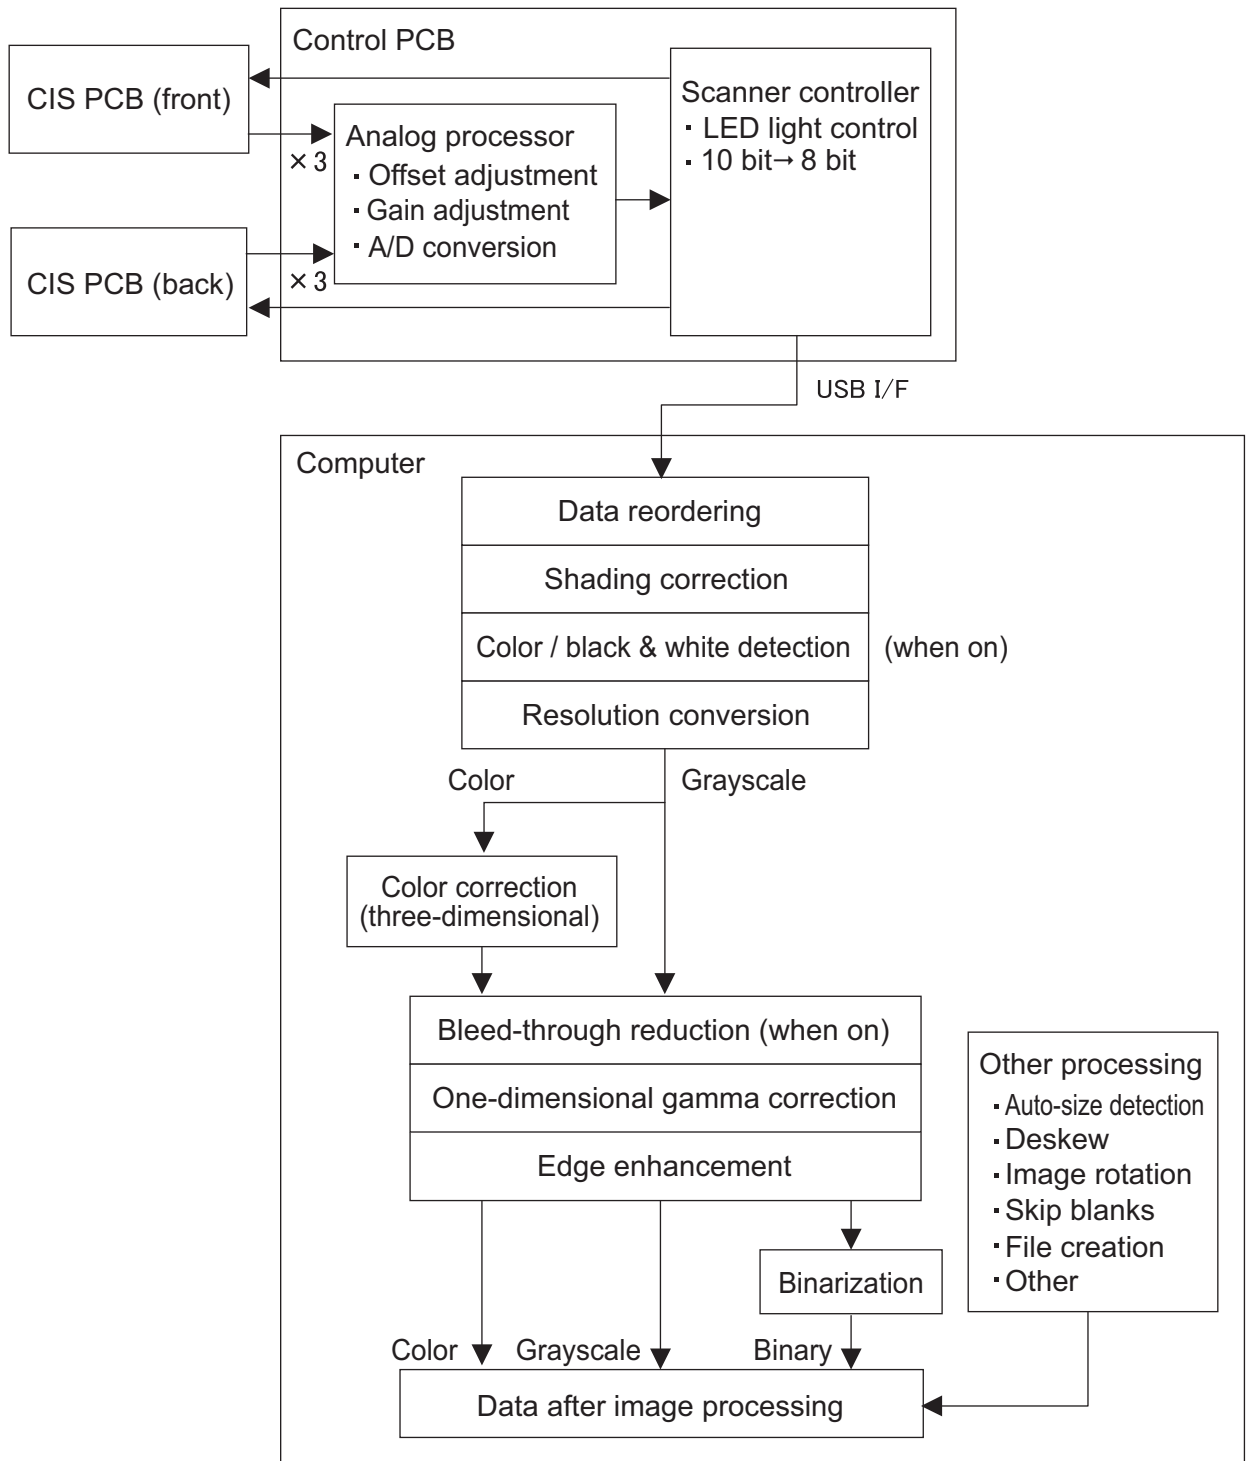 Control PCB
CIS PCB (front)
Scanner controller
· LED light control
· 10 bit→ 8 bit
×3
Analog processor
· Offset adjustment
· Gain adjustment
· A/D conversion
CIS PCB (back)
×3
USB I/F
Computer
Data reordering
Shading correction
Color / black & white detection (when on)
Resolution conversion
Color
Grayscale
Color correction
(three-dimensional)
Bleed-through reduction (when on)
One-dimensional gamma correction
Edge enhancement
Other processing
· Auto-size detection
· Deskew
· Image rotation
· Skip blanks
· File creation
· Other
Binarization
Color
Grayscale
Binary
Data after image processing